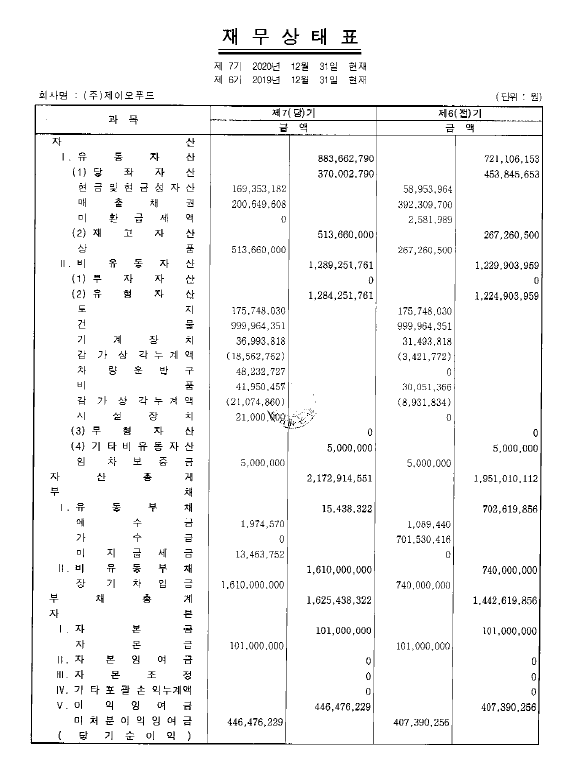 재 무 상 태 표
제 7기 2020년 12월 31일 현재
제 6기 2019년 12월 31일 현재
회사명 : (주)제이오푸드 (단위 : 원)
과 목 제7(당)기 제6(전)기
금 액 금 액
자 산
Ⅰ. 유 동 자 산 883,662,790 721,106,153
(1) 당 좌 자 산 370,002,790 453,845,653
현금및현금성자산 169,353,182 58,953,964
매 출 채 권 200,649,608 392,309,700
미 환 급 세 액 0 2,581,989
(2) 재 고 자 산 513,660,000 267,260,500
상 품 513,660,000 267,260,500
Ⅱ. 비 유 동 자 산 1,289,251,761 1,229,903,959
(1) 투 자 자 산 0 0
(2) 유 형 자 산 1,284,251,761 1,224,903,959
토 지 175,748,030 175,748,030
건 물 999,964,351 999,964,351
기 계 장 치 36,993,818 31,493,818
감 가 상 각 누 계 액 (18,562,762) (3,421,772)
차 량 운 반 구 48,232,727 0
비 품 41,950,457 30,051,366
감 가 상 각 누 계 액 (21,074,860) (8,931,834)
시 설 장 치 21,000,000 0
(3) 무 형 자 산 0 0
(4) 기타비유동자산 5,000,000 5,000,000
임 차 보 증 금 5,000,000 5,000,000
자 산 총 계 2,172,914,551 1,951,010,112
부 채
Ⅰ. 유 동 부 채 15,438,322 702,619,856
예 수 금 1,974,570 1,089,440
가 수 금 0 701,530,416
미 지 급 세 금 13,463,752 0
Ⅱ. 비 유 동 부 채 1,610,000,000 740,000,000
장 기 차 입 금 1,610,000,000 740,000,000
부 채 총 계 1,625,438,322 1,442,619,856
자 본
Ⅰ. 자 본 금 101,000,000 101,000,000
자 본 금 101,000,000 101,000,000
Ⅱ. 자 본 잉 여 금 0 0
Ⅲ. 자 본 조 정 0 0
Ⅳ. 기타포괄손익누계액 0 0
Ⅴ. 이 익 잉 여 금 446,476,229 407,390,256
미처분이익잉여금 446,476,229 407,390,256
( 당 기 순 이 익 )